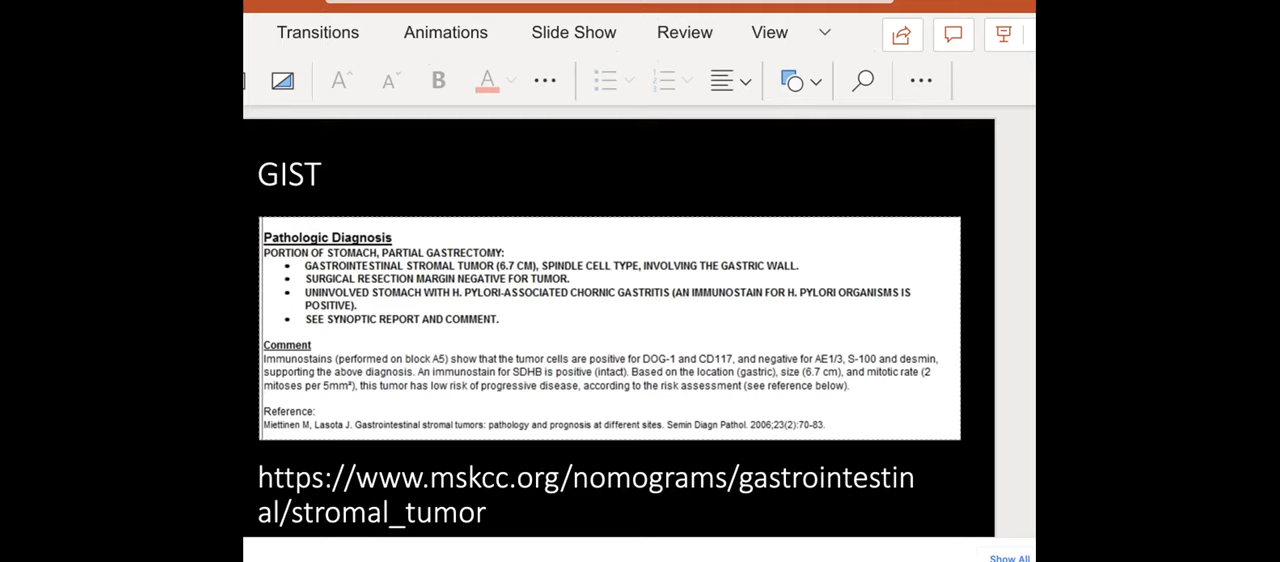 Transitions Animations Slide Show Review View
A A B A
GIST
Pathologic Diagnosis
PORTION OF STOMACH, PARTIAL GASTRECTOMY:
• GASTROINTESTINAL STROMAL TUMOR (6.7 CM), SPINDLE CELL TYPE, INVOLVING THE GASTRIC WALL.
• SURGICAL RESECTION MARGIN NEGATIVE FOR TUMOR.
• UNINVOLVED STOMACH WITH H. PYLORI-ASSOCIATED CHORNIC GASTRITIS (AN IMMUNOSTAIN FOR H. PYLORI ORGANISMS IS
POSITIVE).
• SEE SYNOPTIC REPORT AND COMMENT.
Comment
Immunostains (performed on block A5) show that the tumor cells are positive for DOG-1 and CD117, and negative for AE1/3, S-100 and desmin,
supporting the above diagnosis. An immunostain for SDHB is positive (intact). Based on the location (gastric), size (6.7 cm), and mitotic rate (2
mitoses per 5mm²), this tumor has low risk of progressive disease, according to the risk assessment (see reference below).
Reference:
Miettinen M, Lasota J. Gastrointestinal stromal tumors: pathology and prognosis at different sites. Semin Diagn Pathol. 2006;23(2):70-83.
https://www.mskcc.org/nomograms/gastrointestin
al/stromal_tumor
Show All